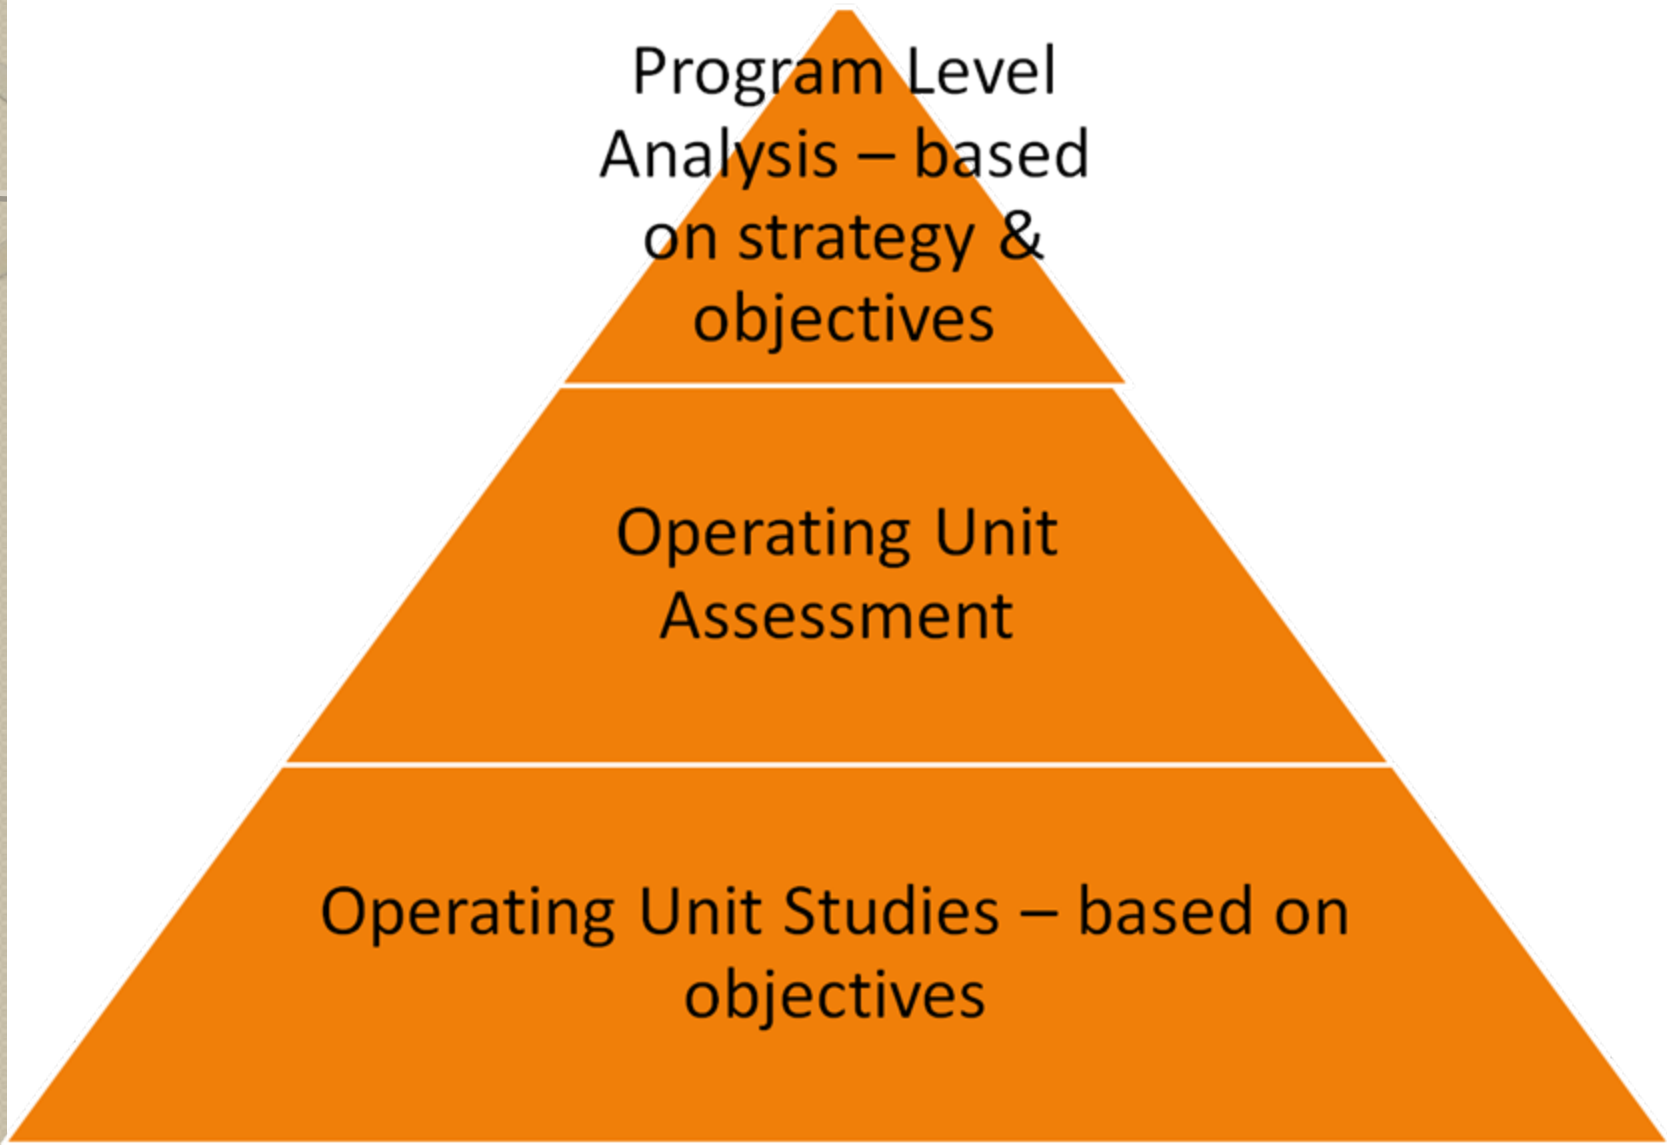 Program Level
Analysis – based
on strategy &
objectives
Operating Unit
Assessment
Operating Unit Studies – based on
objectives